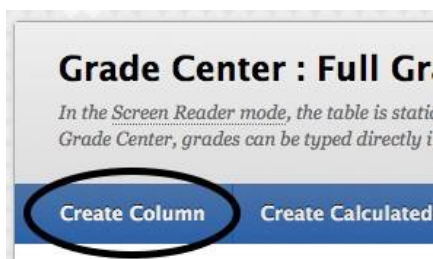 Grade Center : Full Gr
In the Screen Reader mode, the table is static
Grade Center, grades can be typed directly i
Create Column Create Calculated